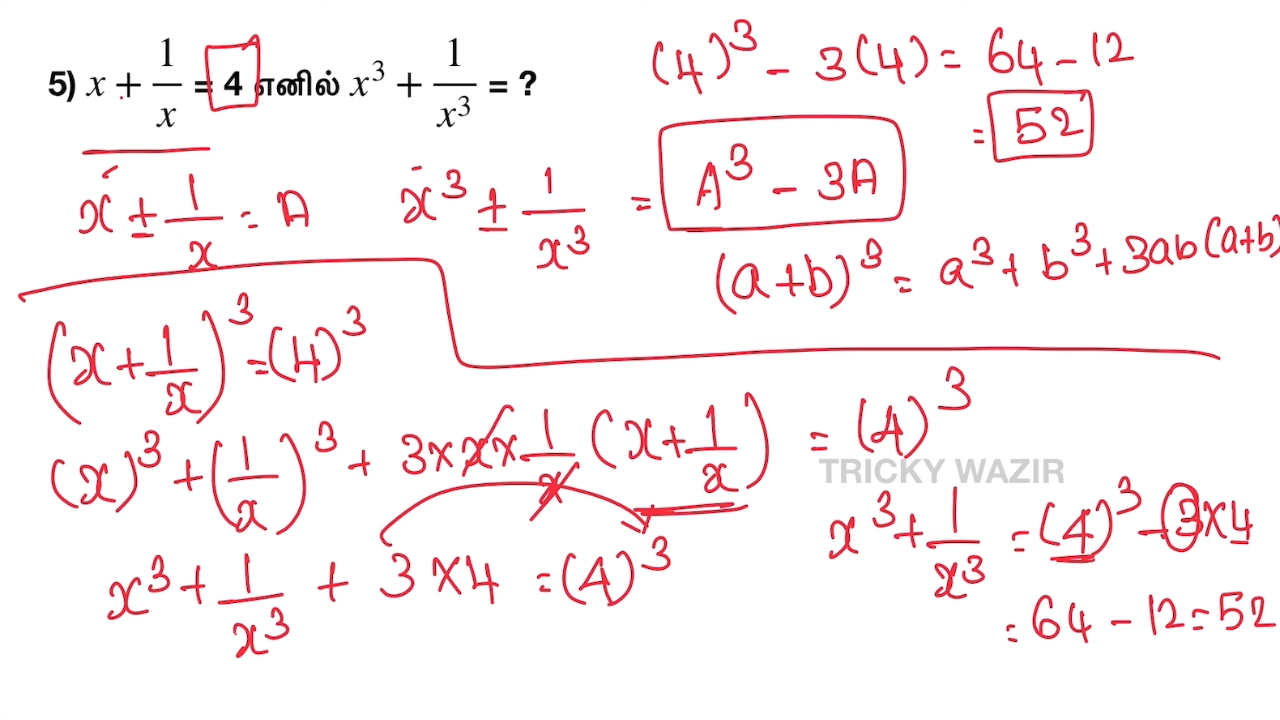 5) x + 1/x = 4 எனில் x³ + 1/x³ = ?
(4)³ - 3(4) = 64 - 12
= 52
x ± 1/x = A
x³ ± 1/x³ = A³ - 3A
(a+b)³ = a³ + b³ + 3ab(a+b)
(x + 1/x)³ = (4)³
(x)³ + (1/x)³ + 3 × x × 1/x (x + 1/x) = (4)³
TRICKY WAZIR
x³ + 1/x³ + 3 × 4 = (4)³
x³ + 1/x³ = (4)³ - 3 × 4
= 64 - 12 = 52